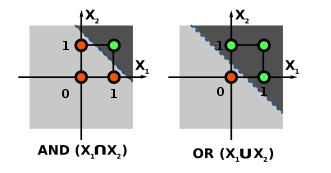 X₂
1
X₁
0
1
AND (X₁∩X₂)
X₂
1
X₁
0
1
OR (X₁∪X₂)